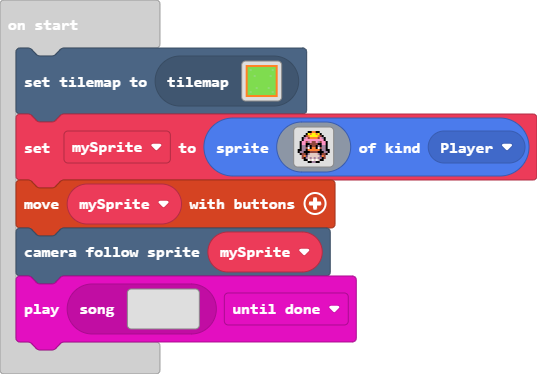 on start
set tilemap to tilemap
set mySprite to sprite of kind Player
move mySprite with buttons
camera follow sprite mySprite
play song until done